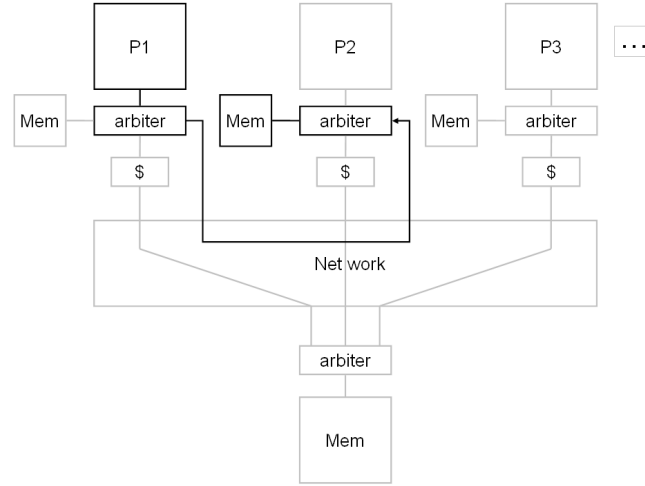 P1
P2
P3
...
Mem
arbiter
Mem
arbiter
Mem
arbiter
$
$
$
Net work
arbiter
Mem